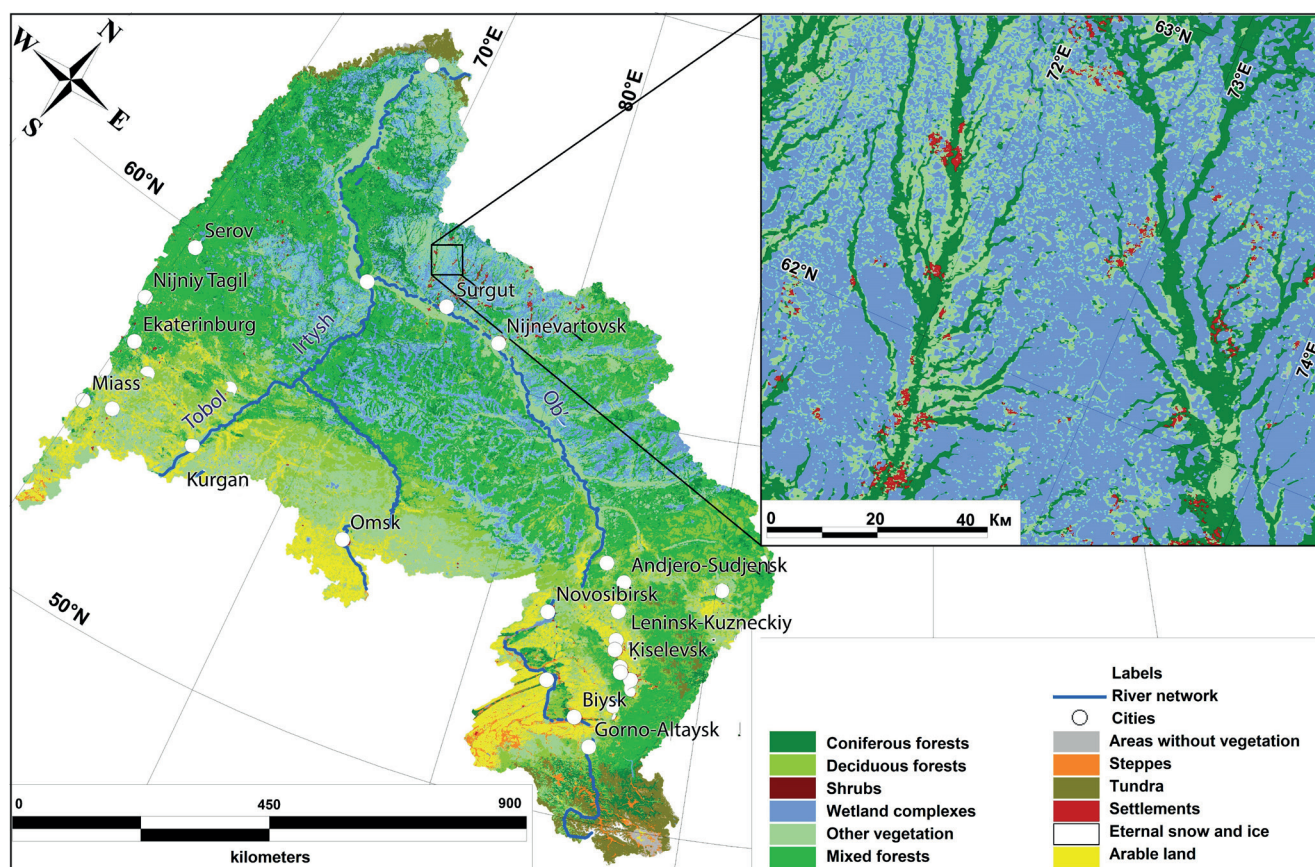 N
W
E
S
70°E
80°E
60°N
50°N
Serov
Nijniy Tagil
Ekaterinburg
Miass
Tobol
Irtysh
Kurgan
Omsk
Surgut
Nijnevartovsk
Ob'
Andjero-Sudjensk
Novosibirsk
Leninsk-Kuzneckiy
Kiselevsk
Biysk
Gorno-Altaysk
0 450 900
kilometers
63°N
72°E
73°E
62°N
74°E
0 20 40 Км
Coniferous forests
Deciduous forests
Shrubs
Wetland complexes
Other vegetation
Mixed forests
Labels
River network
Cities
Areas without vegetation
Steppes
Tundra
Settlements
Eternal snow and ice
Arable land